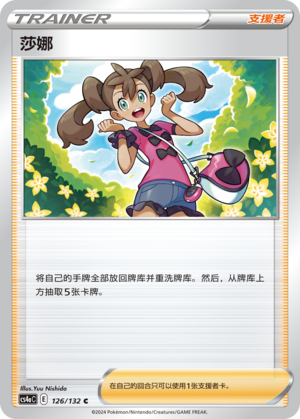 TRAINER
支援者
莎娜
将自己的手牌全部放回牌库并重洗牌库。然后，从牌库上
方抽取5张卡牌。
Illus.Yuu Nishida
CS4aC E 126/132 C
在自己的回合只可以使用1张支援者卡。
©2024 Pokémon/Nintendo/Creatures/GAME FREAK.